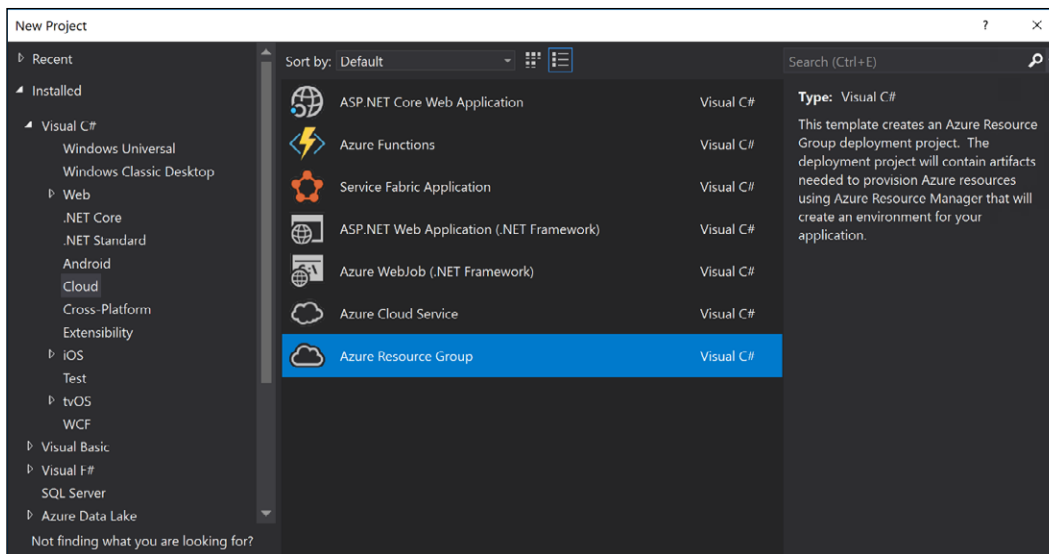 New Project
?
×
Recent
Installed
Visual C#
Windows Universal
Windows Classic Desktop
Web
.NET Core
.NET Standard
Android
Cloud
Cross-Platform
Extensibility
iOS
Test
tvOS
WCF
Visual Basic
Visual F#
SQL Server
Azure Data Lake
Not finding what you are looking for?
Sort by: Default
ASP.NET Core Web Application Visual C#
Azure Functions Visual C#
Service Fabric Application Visual C#
ASP.NET Web Application (.NET Framework) Visual C#
Azure WebJob (.NET Framework) Visual C#
Azure Cloud Service Visual C#
Azure Resource Group Visual C#
Search (Ctrl+E)
Type: Visual C#
This template creates an Azure Resource
Group deployment project. The
deployment project will contain artifacts
needed to provision Azure resources
using Azure Resource Manager that will
create an environment for your
application.